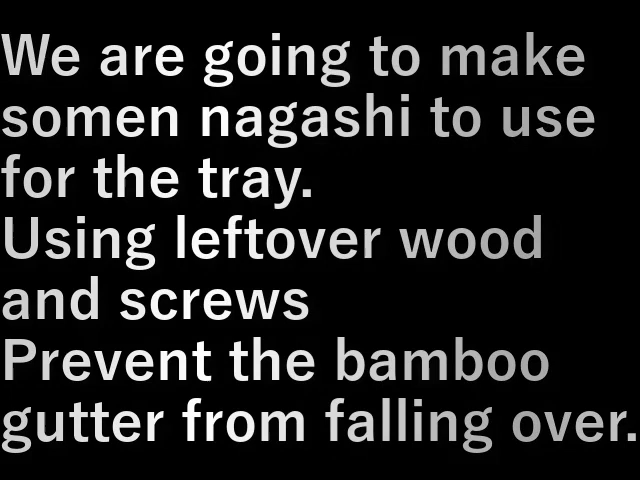 We are going to make
somen nagashi to use
for the tray.
Using leftover wood
and screws
Prevent the bamboo
gutter from falling over.